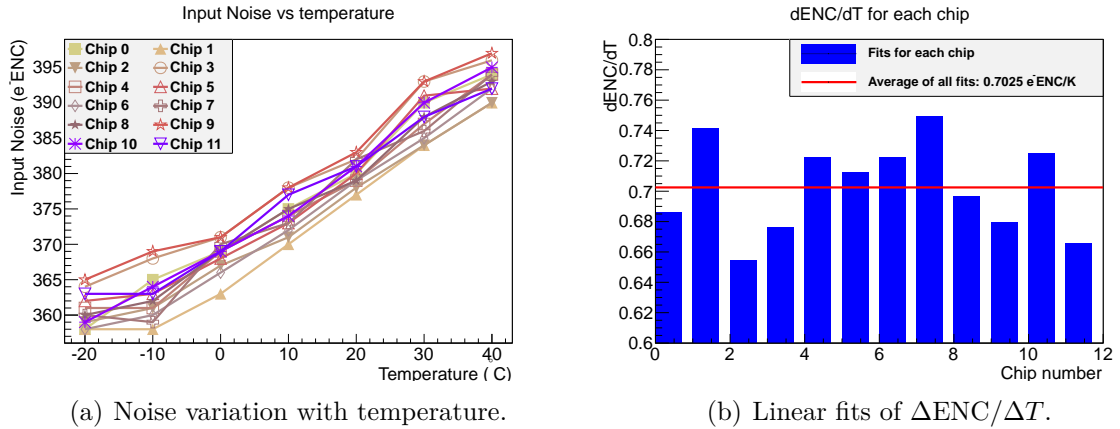 Input Noise vs temperature
Input Noise (e⁻ENC)
395
390
385
380
375
370
365
360
Chip 0 Chip 1
Chip 2 Chip 3
Chip 4 Chip 5
Chip 6 Chip 7
Chip 8 Chip 9
Chip 10 Chip 11
-20 -10 0 10 20 30 40
Temperature ( C)
(a) Noise variation with temperature.
dENC/dT for each chip
dENC/dT
0.8
0.78
0.76
0.74
0.72
0.7
0.68
0.66
0.64
0.62
0.6
Fits for each chip
Average of all fits: 0.7025 e⁻ENC/K
0 2 4 6 8 10 12
Chip number
(b) Linear fits of ΔENC/ΔT.